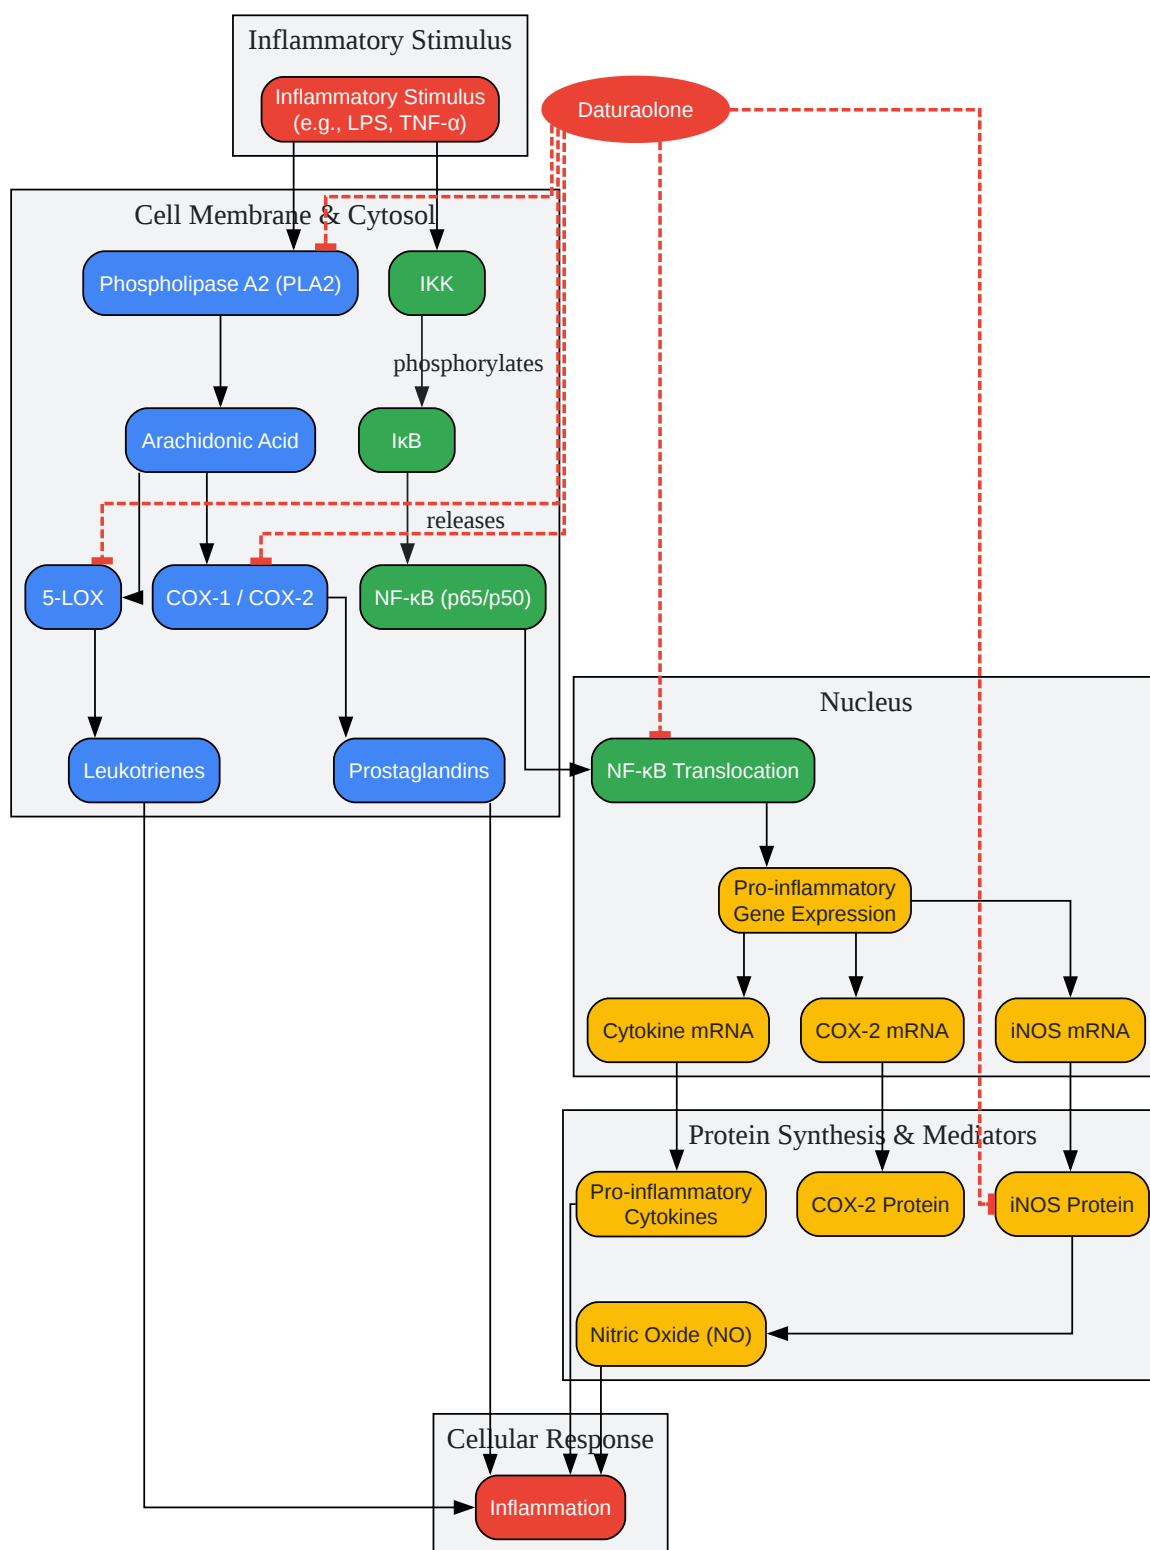 Inflammatory Stimulus
Inflammatory Stimulus
(e.g., LPS, TNF-α)
Daturaolone
Cell Membrane & Cytosol
Phospholipase A2 (PLA2)
IKK
phosphorylates
Arachidonic Acid
IκB
releases
5-LOX
COX-1 / COX-2
NF-κB (p65/p50)
Nucleus
Leukotrienes
Prostaglandins
NF-κB Translocation
Pro-inflammatory
Gene Expression
Cytokine mRNA
COX-2 mRNA
iNOS mRNA
Protein Synthesis & Mediators
Pro-inflammatory
Cytokines
COX-2 Protein
iNOS Protein
Nitric Oxide (NO)
Cellular Response
Inflammation